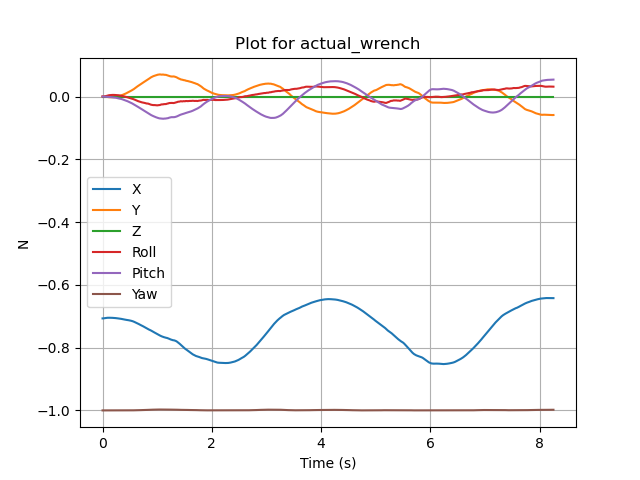 Plot for actual_wrench
0.0
−0.2
−0.4
−0.6
−0.8
−1.0
N
X
Y
Z
Roll
Pitch
Yaw
0 2 4 6 8
Time (s)